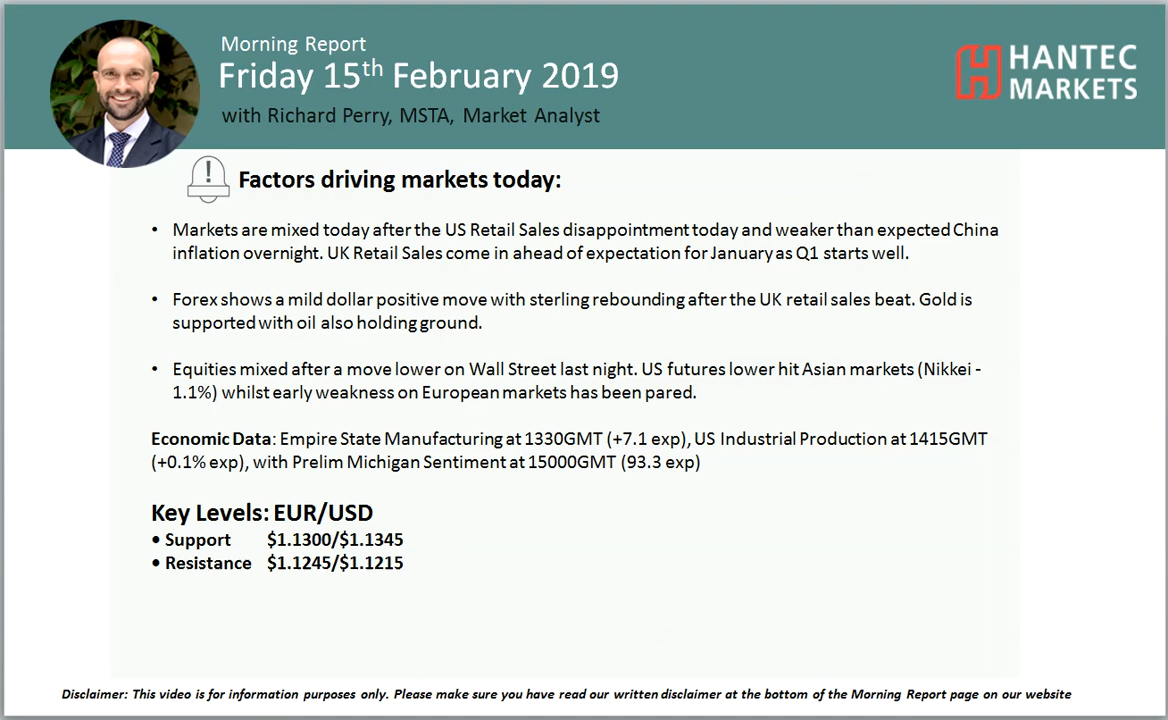 Morning Report
Friday 15th February 2019
with Richard Perry, MSTA, Market Analyst
HANTEC
MARKETS
Factors driving markets today:
• Markets are mixed today after the US Retail Sales disappointment today and weaker than expected China
inflation overnight. UK Retail Sales come in ahead of expectation for January as Q1 starts well.
• Forex shows a mild dollar positive move with sterling rebounding after the UK retail sales beat. Gold is
supported with oil also holding ground.
• Equities mixed after a move lower on Wall Street last night. US futures lower hit Asian markets (Nikkei -
1.1%) whilst early weakness on European markets has been pared.
Economic Data: Empire State Manufacturing at 1330GMT (+7.1 exp), US Industrial Production at 1415GMT
(+0.1% exp), with Prelim Michigan Sentiment at 15000GMT (93.3 exp)
Key Levels: EUR/USD
• Support $1.1300/$1.1345
• Resistance $1.1245/$1.1215
Disclaimer: This video is for information purposes only. Please make sure you have read our written disclaimer at the bottom of the Morning Report page on our website